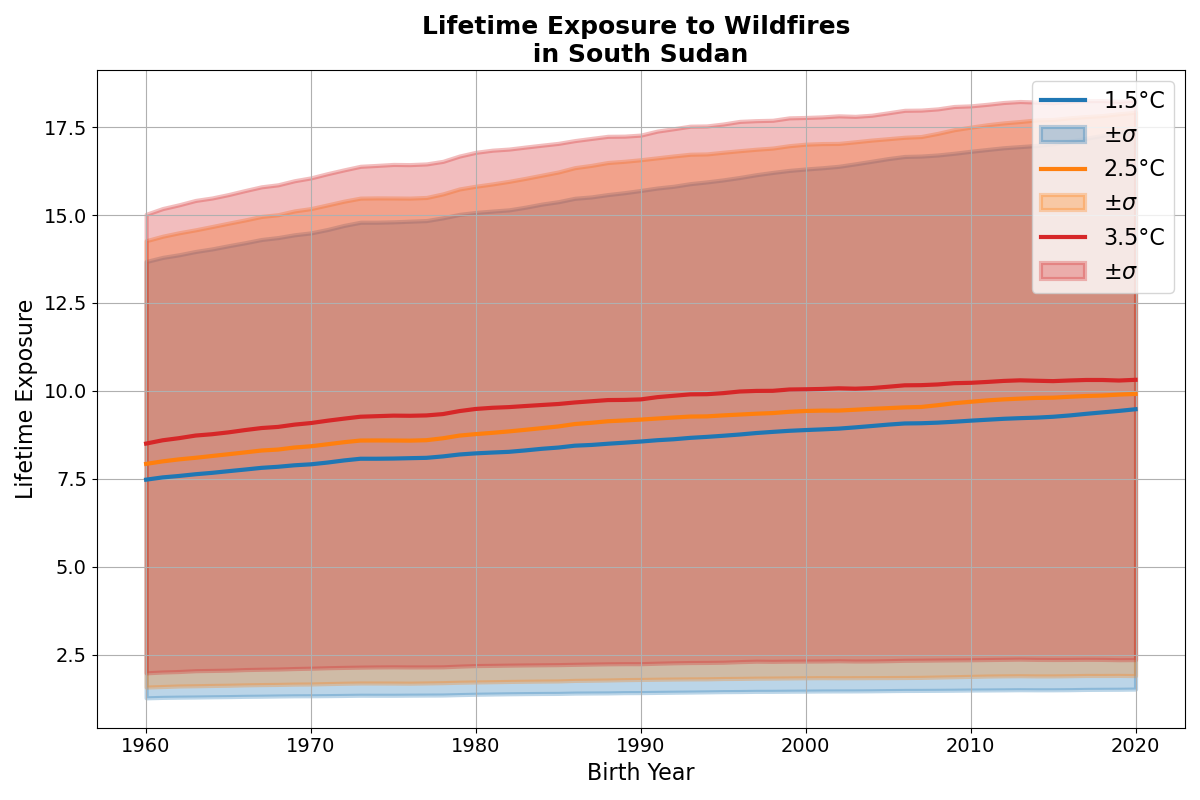 Lifetime Exposure to Wildfires
in South Sudan
Lifetime Exposure
17.5
15.0
12.5
10.0
7.5
5.0
2.5
1.5°C
±σ
2.5°C
±σ
3.5°C
±σ
1960
1970
1980
1990
2000
2010
2020
Birth Year